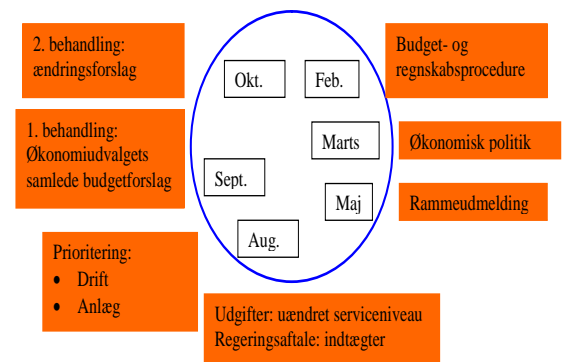 2. behandling:
ændringsforslag
Okt.
Feb.
Budget- og
regnskabsprocedure
1. behandling:
Økonomiudvalgets
samlede budgetforslag
Marts
Økonomisk politik
Sept.
Maj
Rammeudmelding
Aug.
Prioritering:
• Drift
• Anlæg
Udgifter: uændret serviceniveau
Regeringsaftale: indtægter